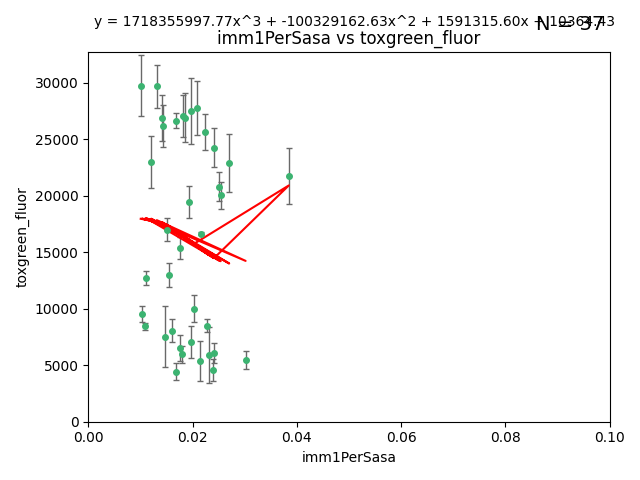 y = 1718355997.77x^3 + -100329162.63x^2 + 1591315.60x + 10364.43
N = 37
imm1PerSasa vs toxgreen_fluor
30000
25000
20000
15000
10000
5000
0
toxgreen_fluor
0.00 0.02 0.04 0.06 0.08 0.10
imm1PerSasa